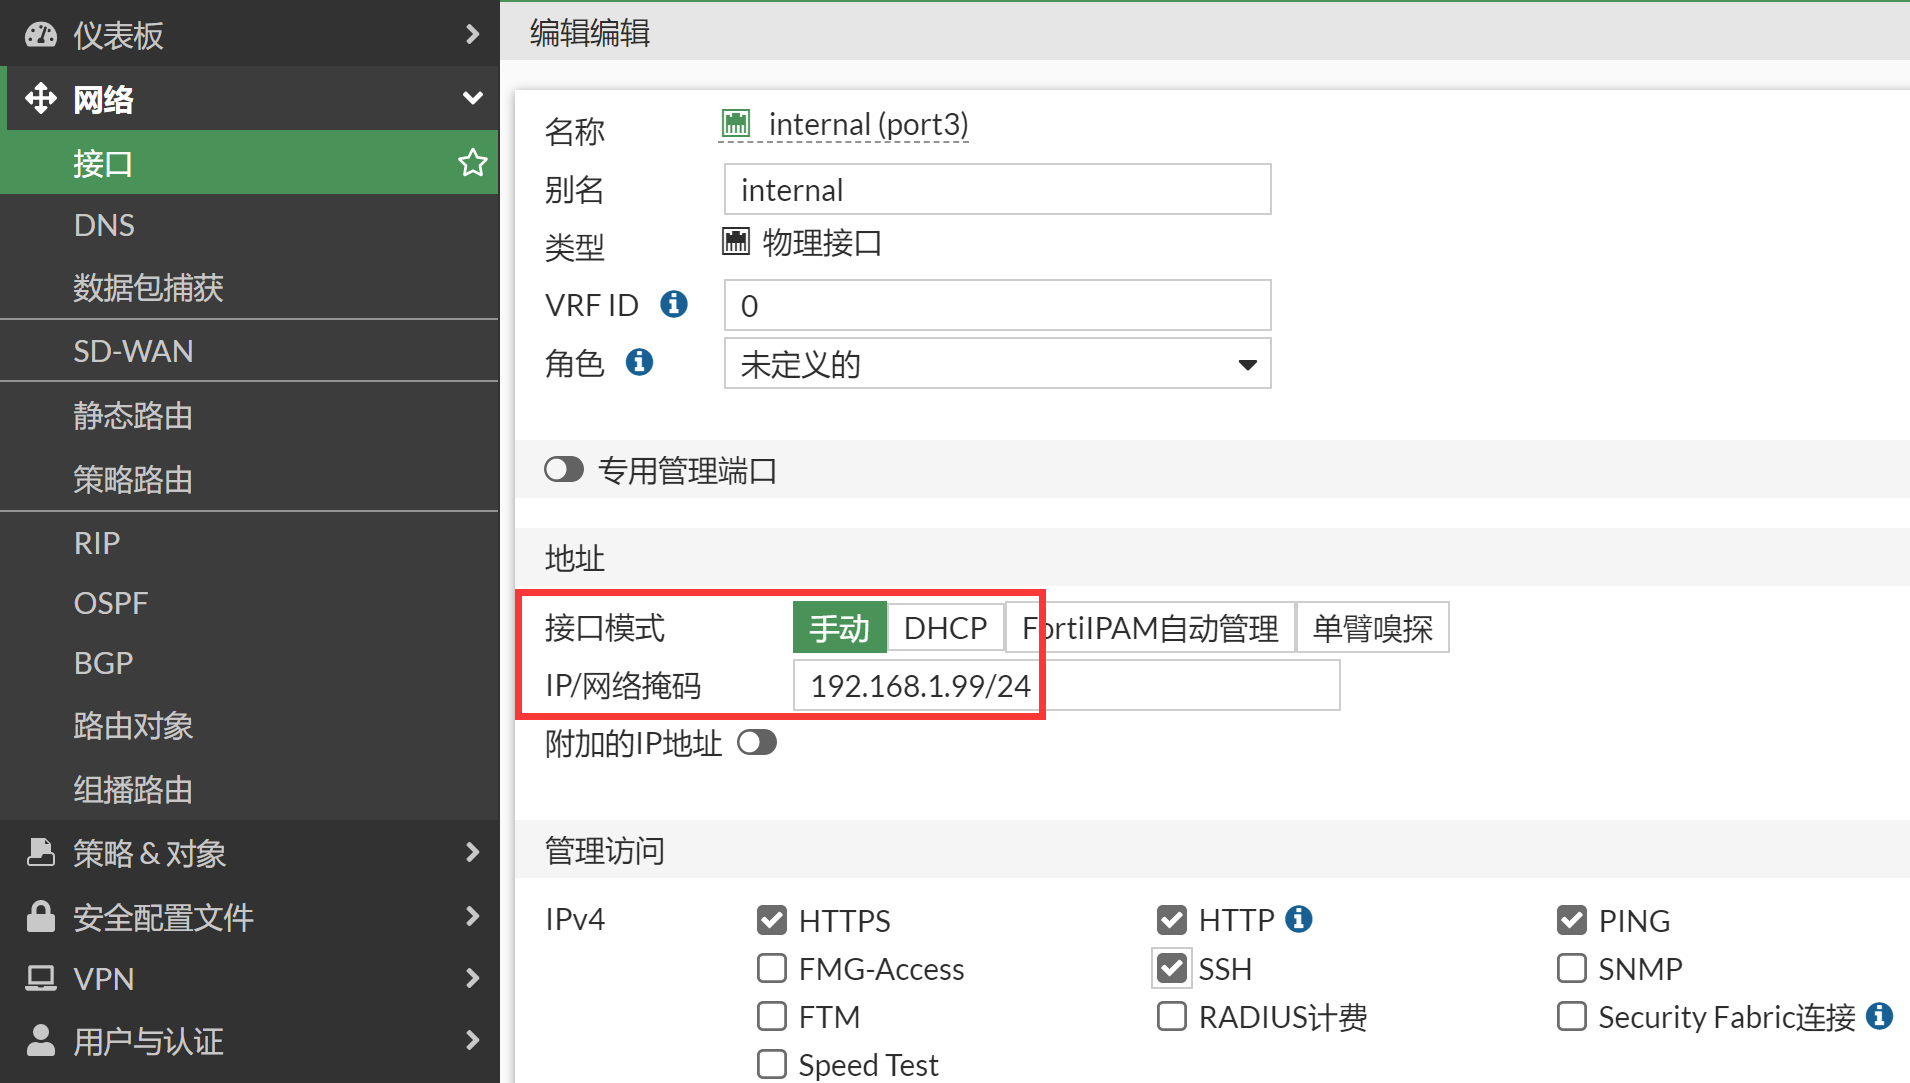 仪表板
网络
接口
DNS
数据包捕获
SD-WAN
静态路由
策略路由
RIP
OSPF
BGP
路由对象
组播路由
策略 & 对象
安全配置文件
VPN
用户与认证
编辑编辑
名称 internal (port3)
别名 internal
类型 物理接口
VRF ID 0
角色 未定义的
专用管理端口
地址
接口模式 手动 DHCP FortiIPAM自动管理 单臂嗅探
IP/网络掩码 192.168.1.99/24
附加的IP地址
管理访问
IPv4 HTTPS HTTP PING
FMG-Access SSH SNMP
FTM RADIUS计费 Security Fabric连接
Speed Test